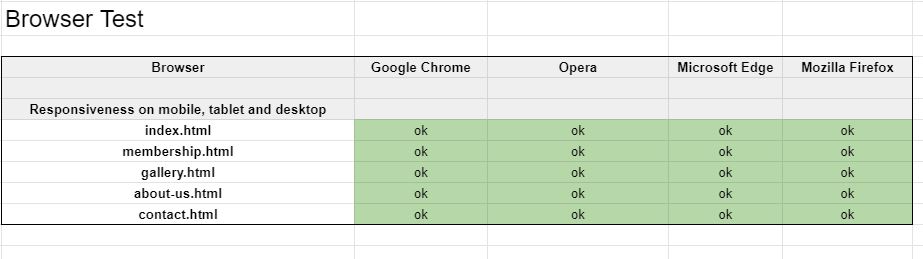 Browser Test
Browser Google Chrome Opera Microsoft Edge Mozilla Firefox
Responsiveness on mobile, tablet and desktop
index.html ok ok ok ok
membership.html ok ok ok ok
gallery.html ok ok ok ok
about-us.html ok ok ok ok
contact.html ok ok ok ok